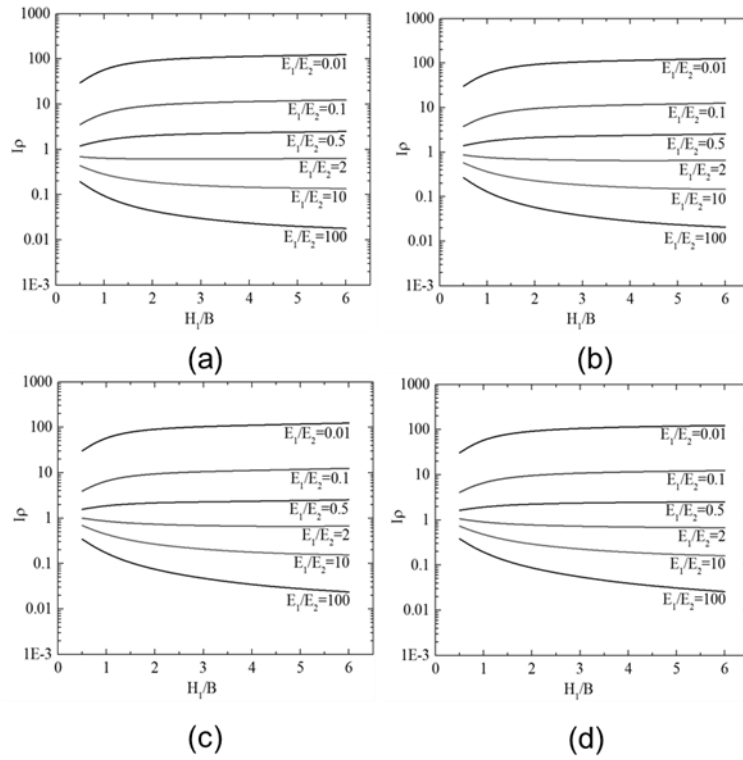 1000
100
10
1
0.1
0.01
1E-3
Iρ
E₁/E₂=0.01
E₁/E₂=0.1
E₁/E₂=0.5
E₁/E₂=2
E₁/E₂=10
E₁/E₂=100
0 1 2 3 4 5 6
H₁/B
(a)
1000
100
10
1
0.1
0.01
1E-3
Iρ
E₁/E₂=0.01
E₁/E₂=0.1
E₁/E₂=0.5
E₁/E₂=2
E₁/E₂=10
E₁/E₂=100
0 1 2 3 4 5 6
H₁/B
(b)
1000
100
10
1
0.1
0.01
1E-3
Iρ
E₁/E₂=0.01
E₁/E₂=0.1
E₁/E₂=0.5
E₁/E₂=2
E₁/E₂=10
E₁/E₂=100
0 1 2 3 4 5 6
H₁/B
(c)
1000
100
10
1
0.1
0.01
1E-3
Iρ
E₁/E₂=0.01
E₁/E₂=0.1
E₁/E₂=0.5
E₁/E₂=2
E₁/E₂=10
E₁/E₂=100
0 1 2 3 4 5 6
H₁/B
(d)